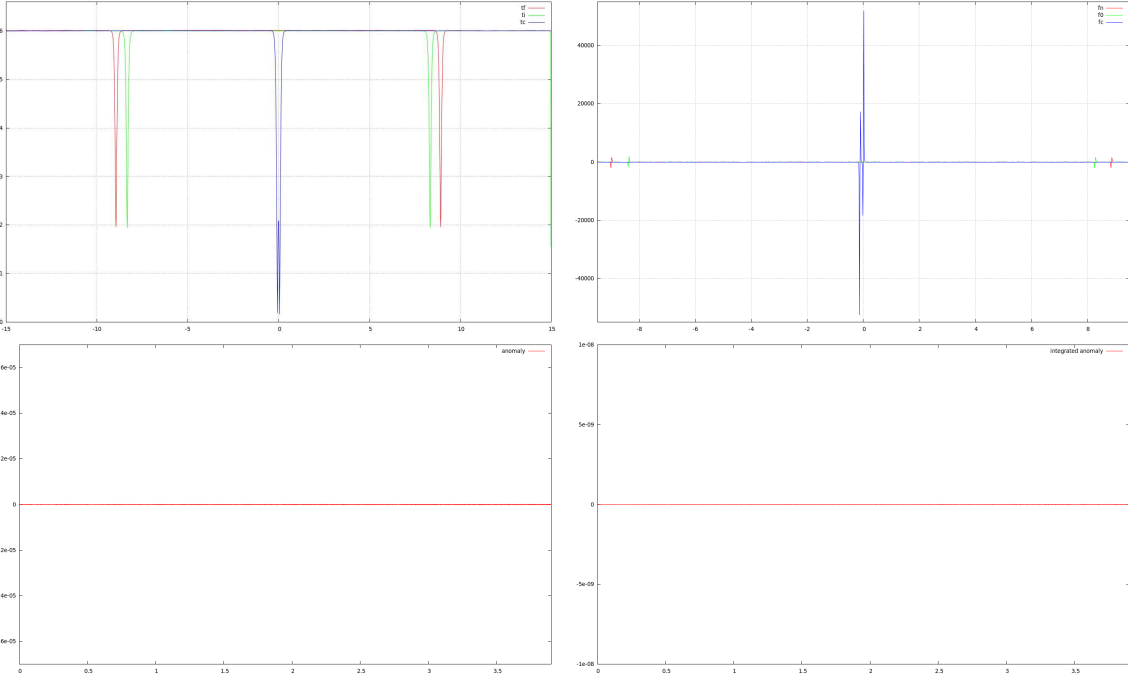 tf
ti
tc
6
5
4
3
2
1
0
-15 -10 -5 0 5 10 15
fn
f0
fc
40000
20000
0
-20000
-40000
-8 -6 -4 -2 0 2 4 6 8
anomaly
6e-05
4e-05
2e-05
0
2e-05
4e-05
6e-05
0 0.5 1 1.5 2 2.5 3 3.5
integrated anomaly
1e-08
5e-09
0
-5e-09
-1e-08
0 0.5 1 1.5 2 2.5 3 3.5